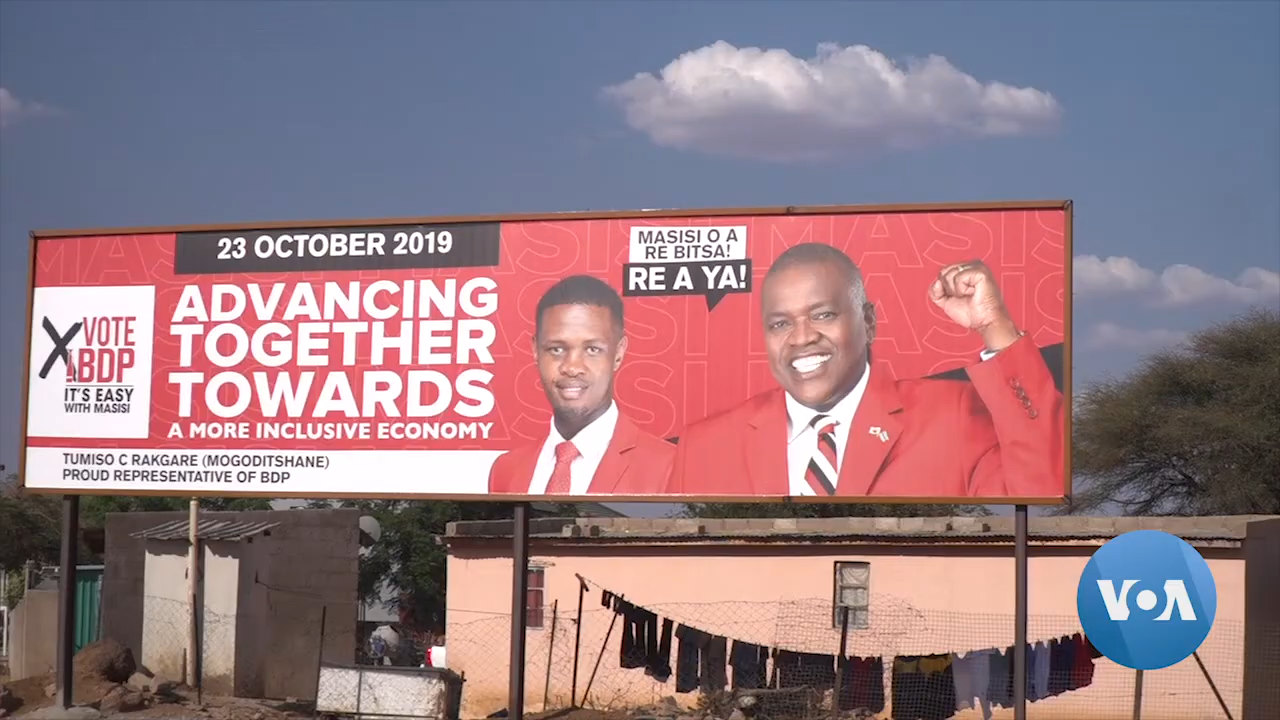 23 OCTOBER 2019
MASISI O A
RE BITSA!
RE A YA!
VOTE
BDP
IT'S EASY
WITH MASISI
ADVANCING
TOGETHER
TOWARDS
A MORE INCLUSIVE ECONOMY
TUMISO C RAKGARE (MOGODITSHANE)
PROUD REPRESENTATIVE OF BDP
VOA